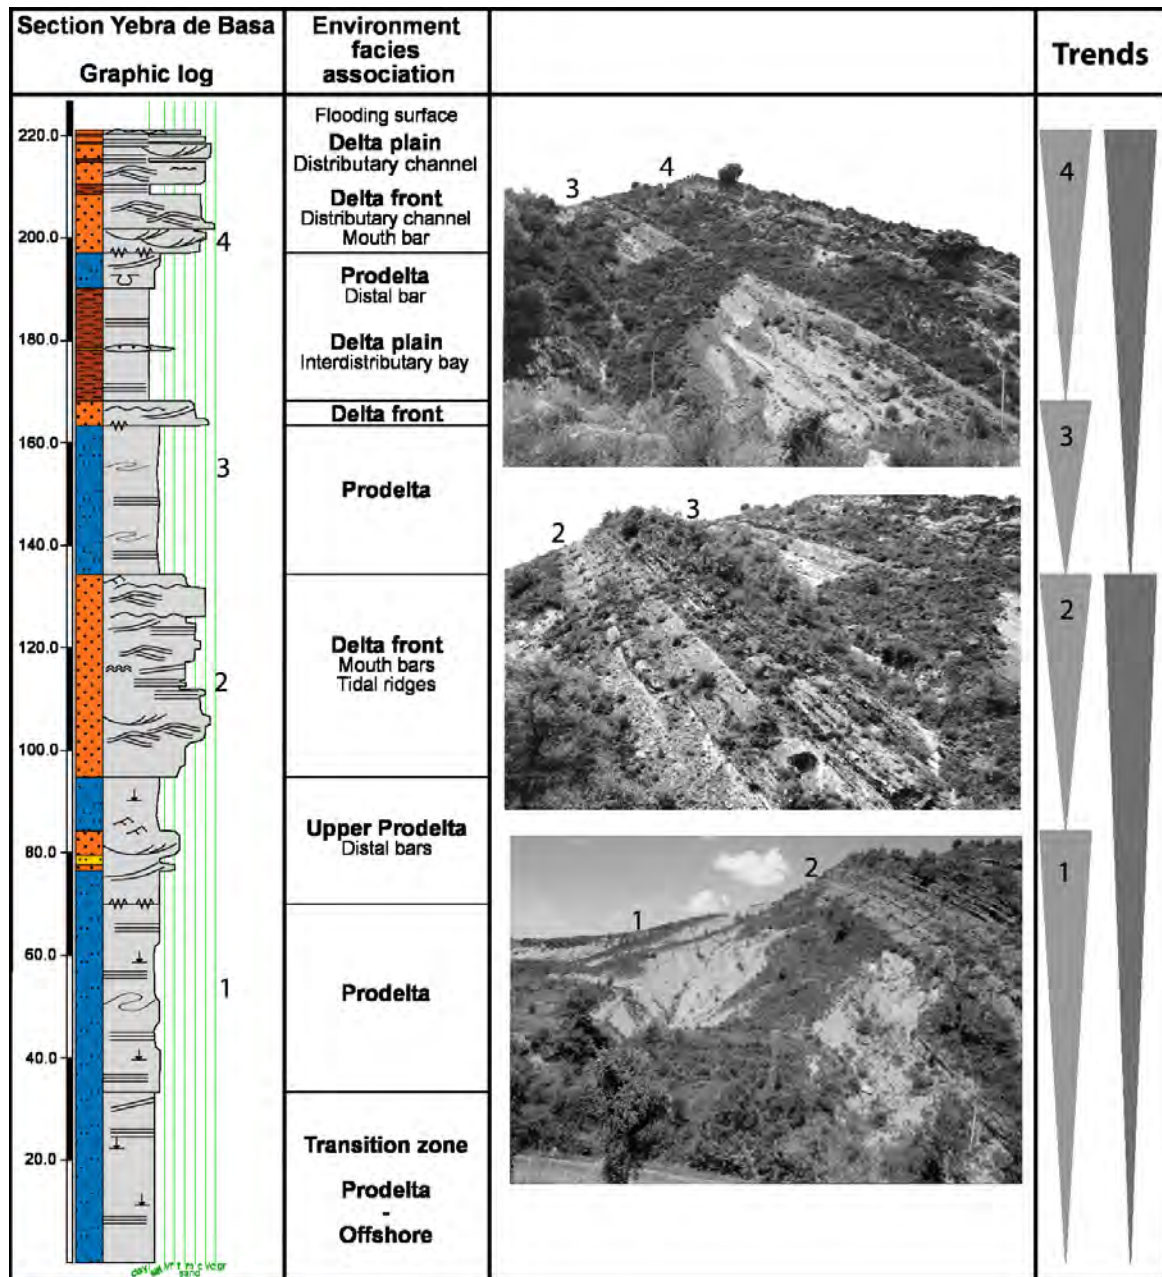 Section Yebra de Basa
Graphic log
Environment
facies
association
Trends
220.0
200.0
180.0
160.0
140.0
120.0
100.0
80.0
60.0
40.0
20.0
4
3
2
1
sand
Flooding surface
Delta plain
Distributary channel
Delta front
Distributary channel
Mouth bar
Prodelta
Distal bar
Delta plain
Interdistributary bay
Delta front
Prodelta
Delta front
Mouth bars
Tidal ridges
Upper Prodelta
Distal bars
Prodelta
Transition zone
Prodelta
-
Offshore
3
4
2
3
1
2
4
3
2
1